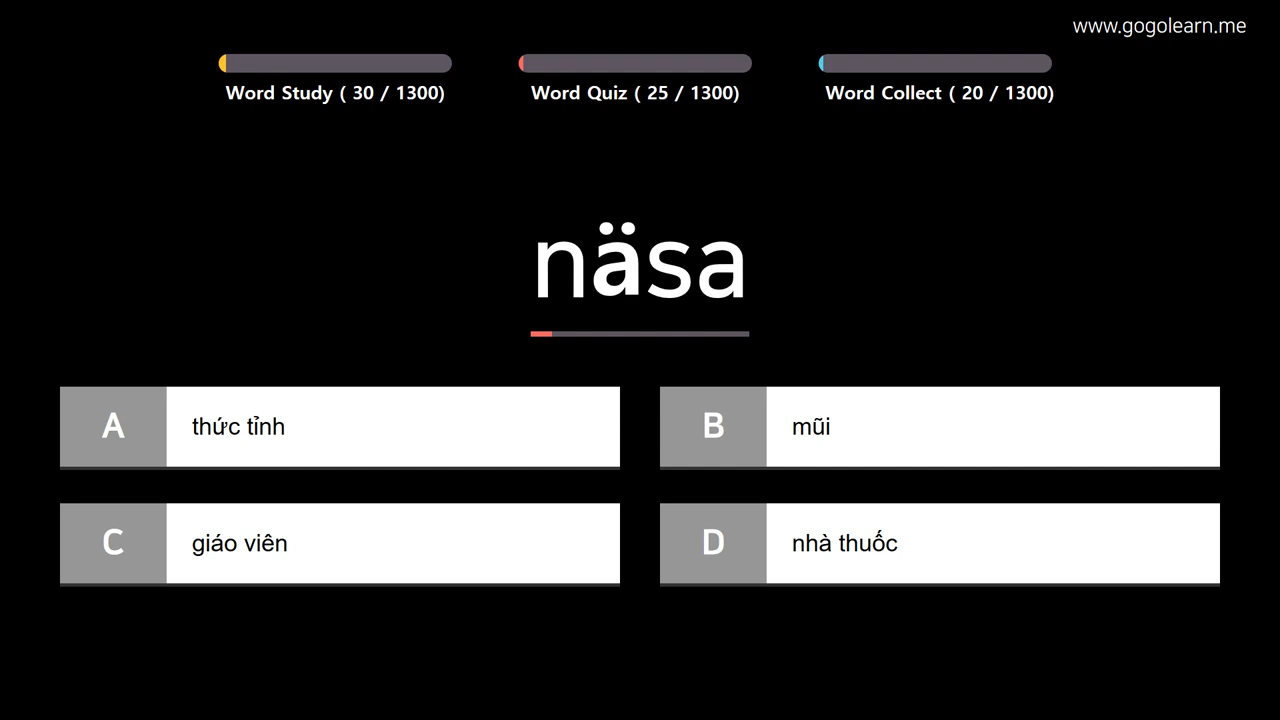 www.gogolearn.me
Word Study ( 30 / 1300)
Word Quiz ( 25 / 1300)
Word Collect ( 20 / 1300)
näsa
A thức tỉnh
B mũi
C giáo viên
D nhà thuốc